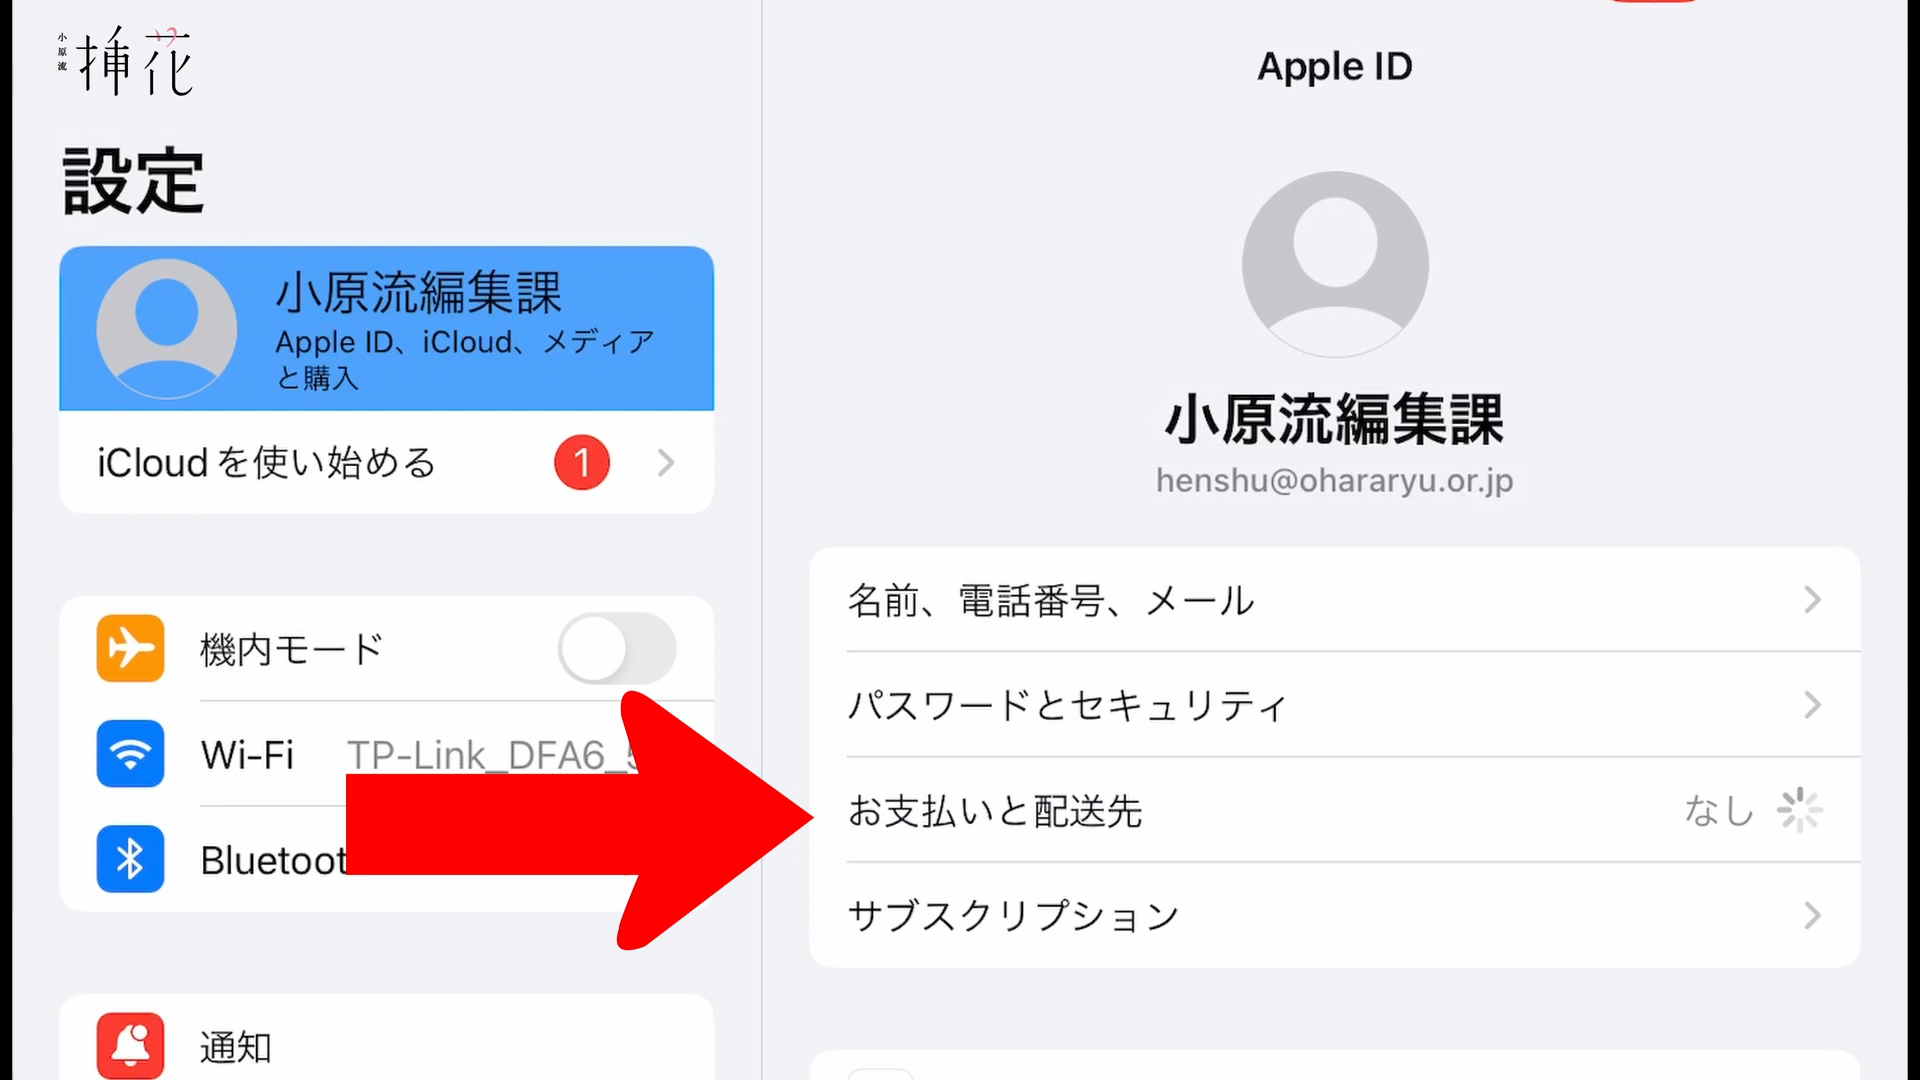 小原流
挿花
設定
小原流編集課
Apple ID、iCloud、メディア
と購入
iCloudを使い始める
1
機内モード
Wi-Fi TP-Link_DFA6_5
Bluetoot
通知
Apple ID
小原流編集課
henshu@ohararyu.or.jp
名前、電話番号、メール
パスワードとセキュリティ
お支払いと配送先 なし
サブスクリプション